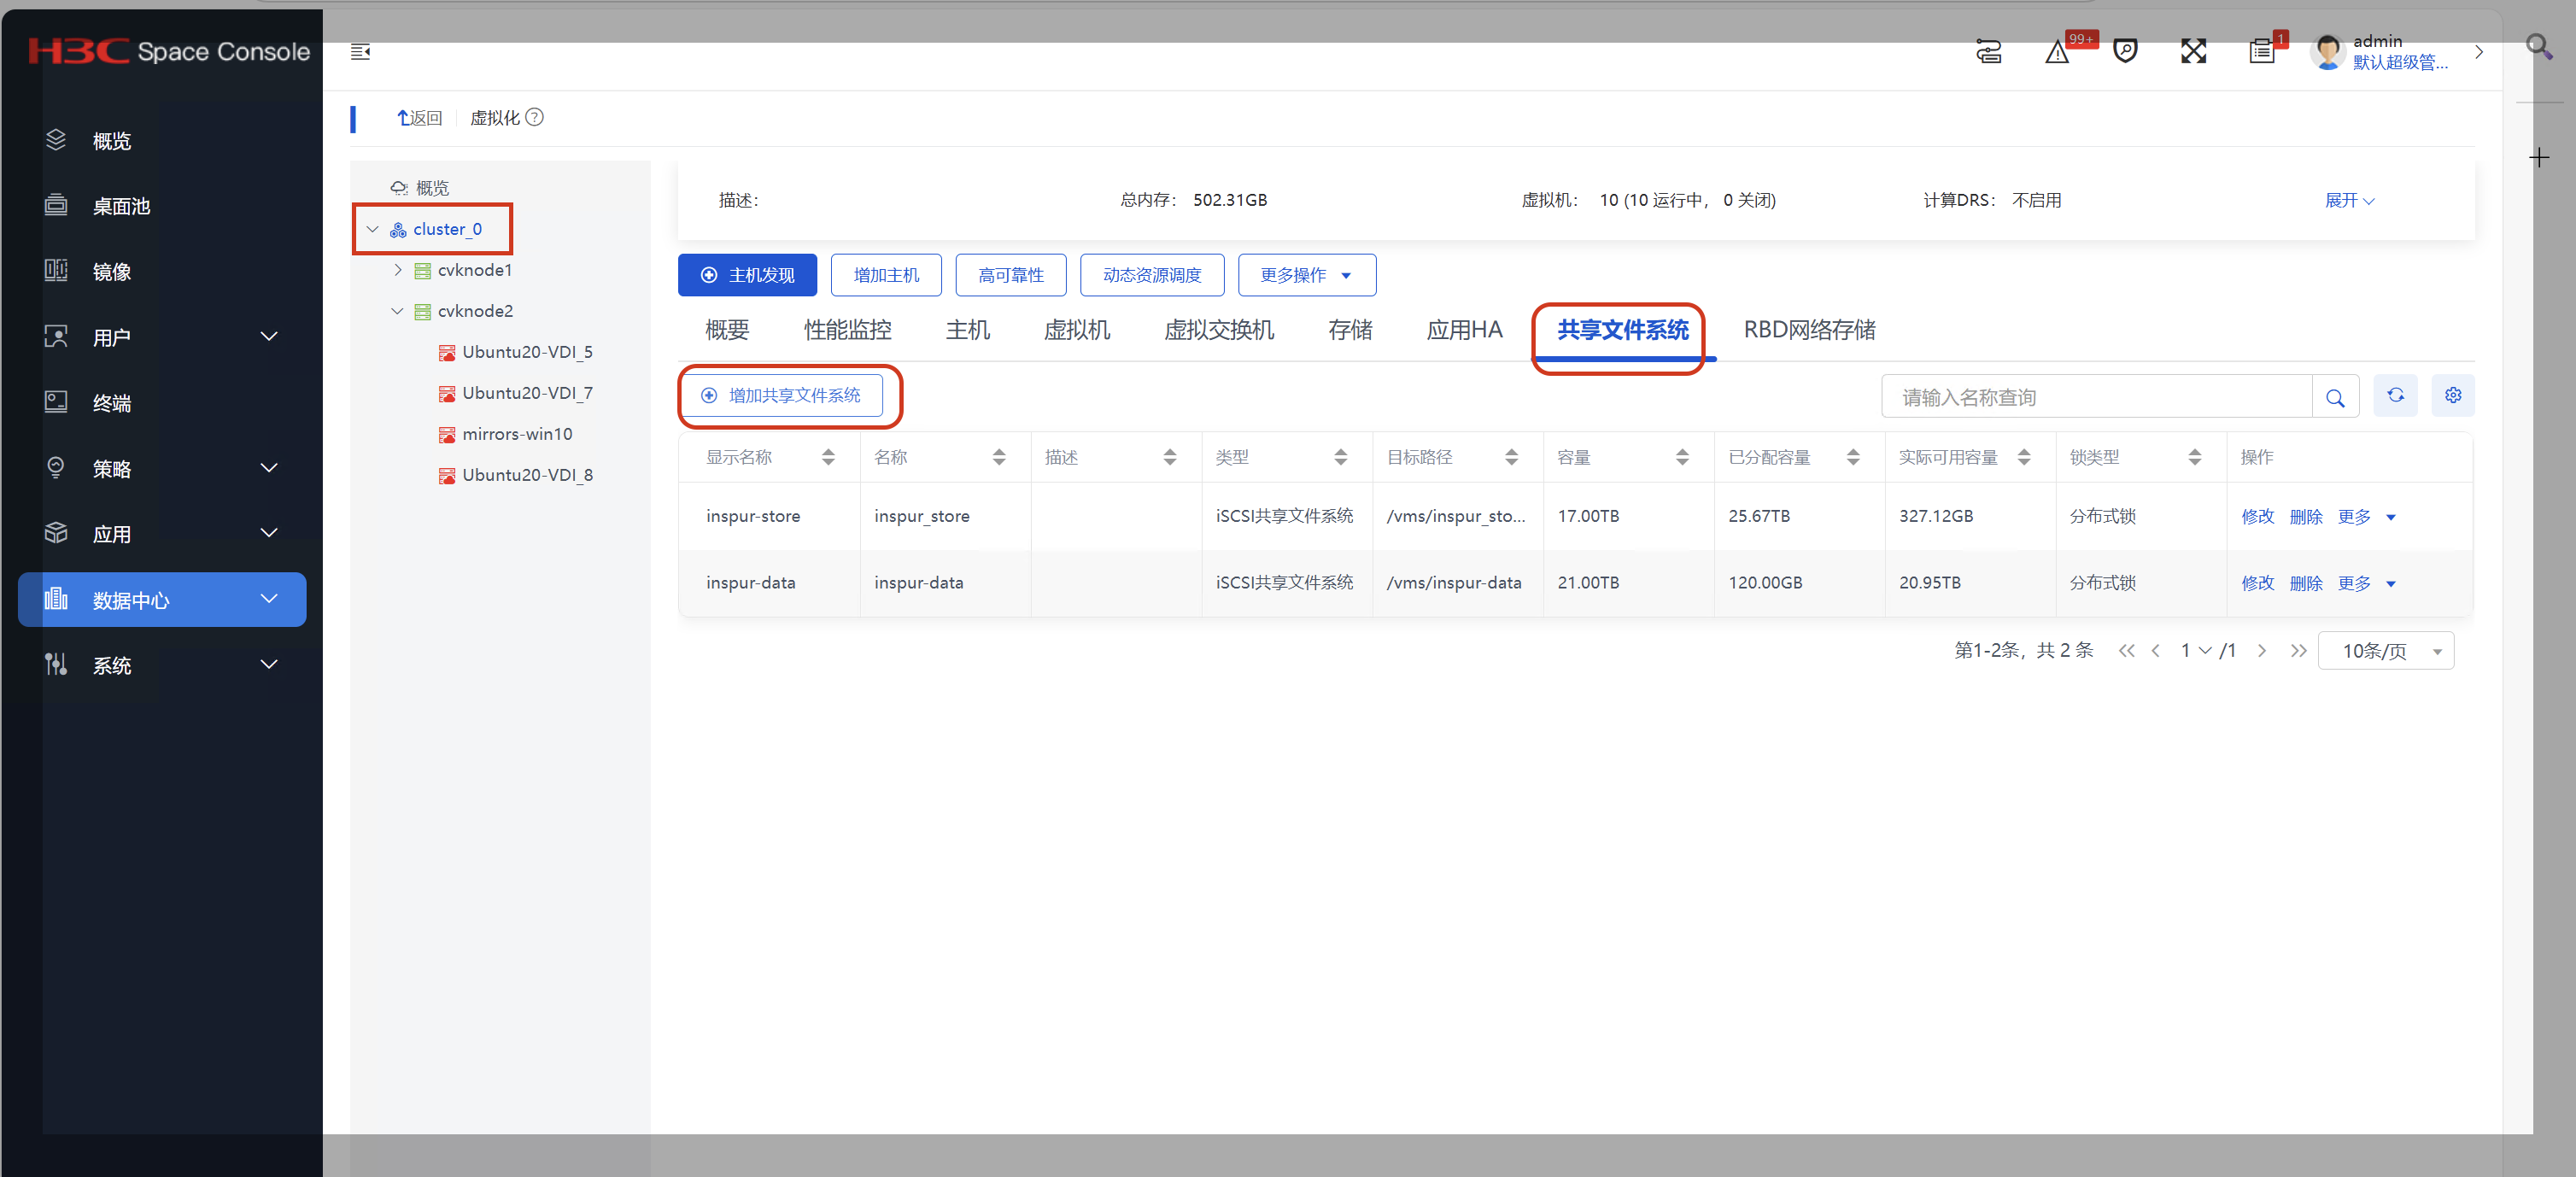 H3C Space Console
99+
1
admin
默认超级管...
概览
桌面池
镜像
用户
终端
策略
应用
数据中心
系统
返回
虚拟化
概览
cluster_0
cvknode1
cvknode2
Ubuntu20-VDI_5
Ubuntu20-VDI_7
mirrors-win10
Ubuntu20-VDI_8
描述： 总内存： 502.31GB 虚拟机： 10 (10 运行中， 0 关闭) 计算DRS： 不启用 展开
主机发现 增加主机 高可靠性 动态资源调度 更多操作
概要 性能监控 主机 虚拟机 虚拟交换机 存储 应用HA 共享文件系统 RBD网络存储
增加共享文件系统 请输入名称查询
显示名称 名称 描述 类型 目标路径 容量 已分配容量 实际可用容量 锁类型 操作
inspur-store inspur_store iSCSI共享文件系统 /vms/inspur_sto... 17.00TB 25.67TB 327.12GB 分布式锁 修改 删除 更多
inspur-data inspur-data iSCSI共享文件系统 /vms/inspur-data 21.00TB 120.00GB 20.95TB 分布式锁 修改 删除 更多
第1-2条，共 2 条 1 /1 10条/页